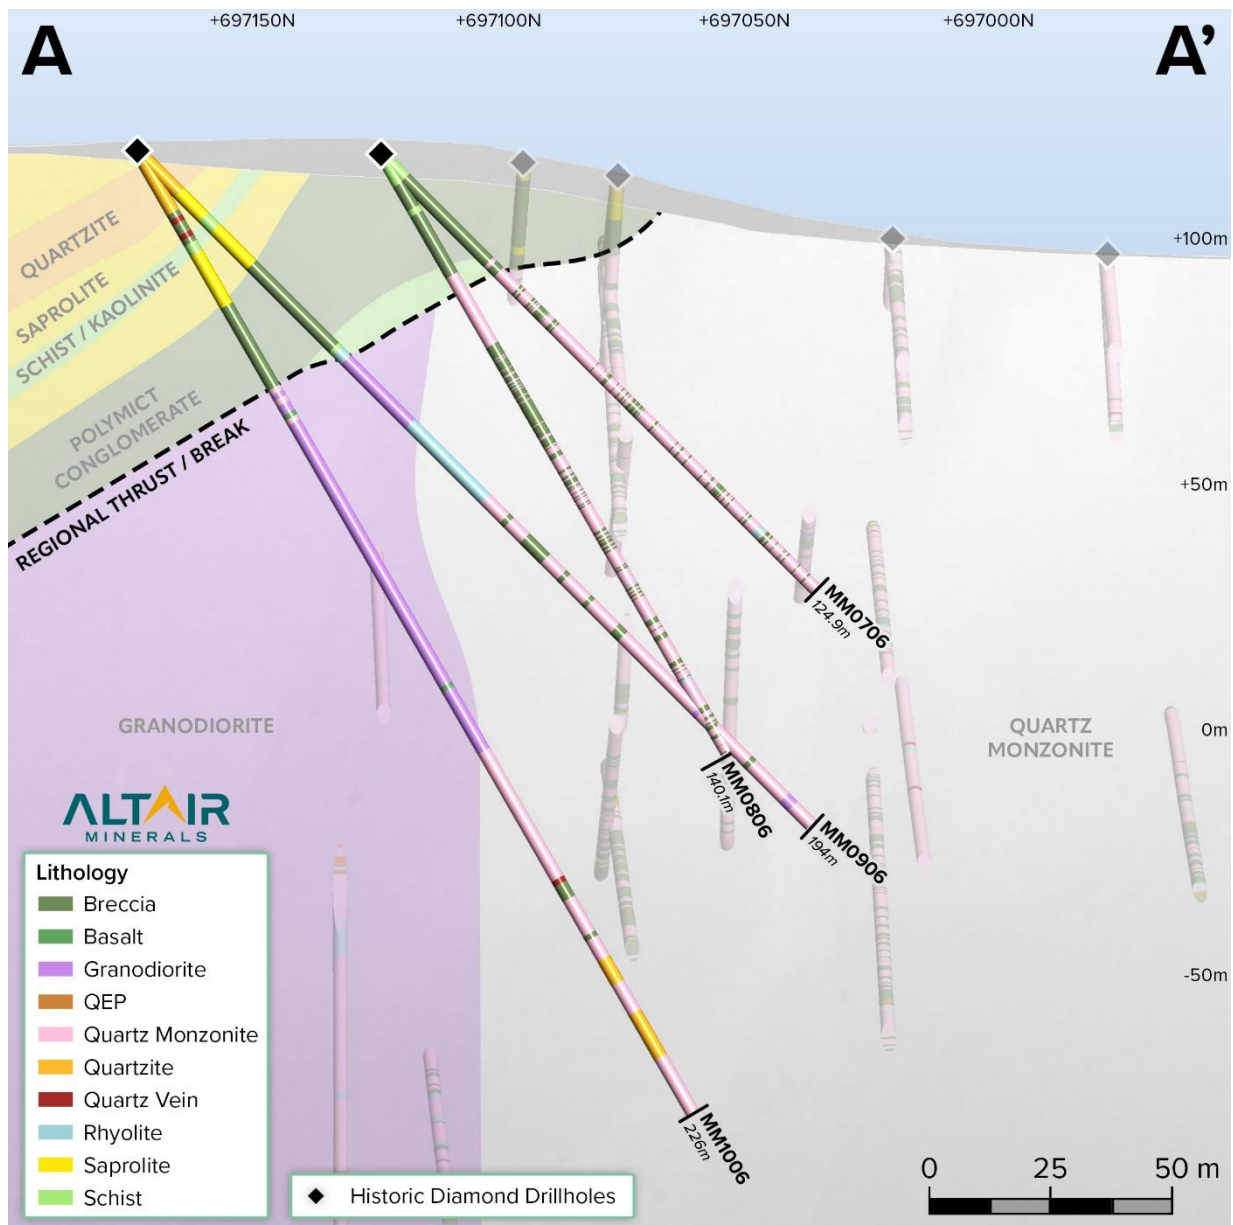 +697150N
+697100N
+697050N
+697000N
A
A’
+100m
QUARTZITE
SAPROLITE
SCHIST / KAOLINITE
POLYMICT
CONGLOMERATE
REGIONAL THRUST / BREAK
+50m
MM0706
124.9m
GRANODIORITE
QUARTZ
MONZONITE
0m
MM0806
140.1m
MM0906
194m
ALTAIR
MINERALS
Lithology
Breccia
Basalt
Granodiorite
QEP
Quartz Monzonite
Quartzite
Quartz Vein
Rhyolite
Saprolite
Schist
-50m
MM1006
226m
Historic Diamond Drillholes
0 25 50 m